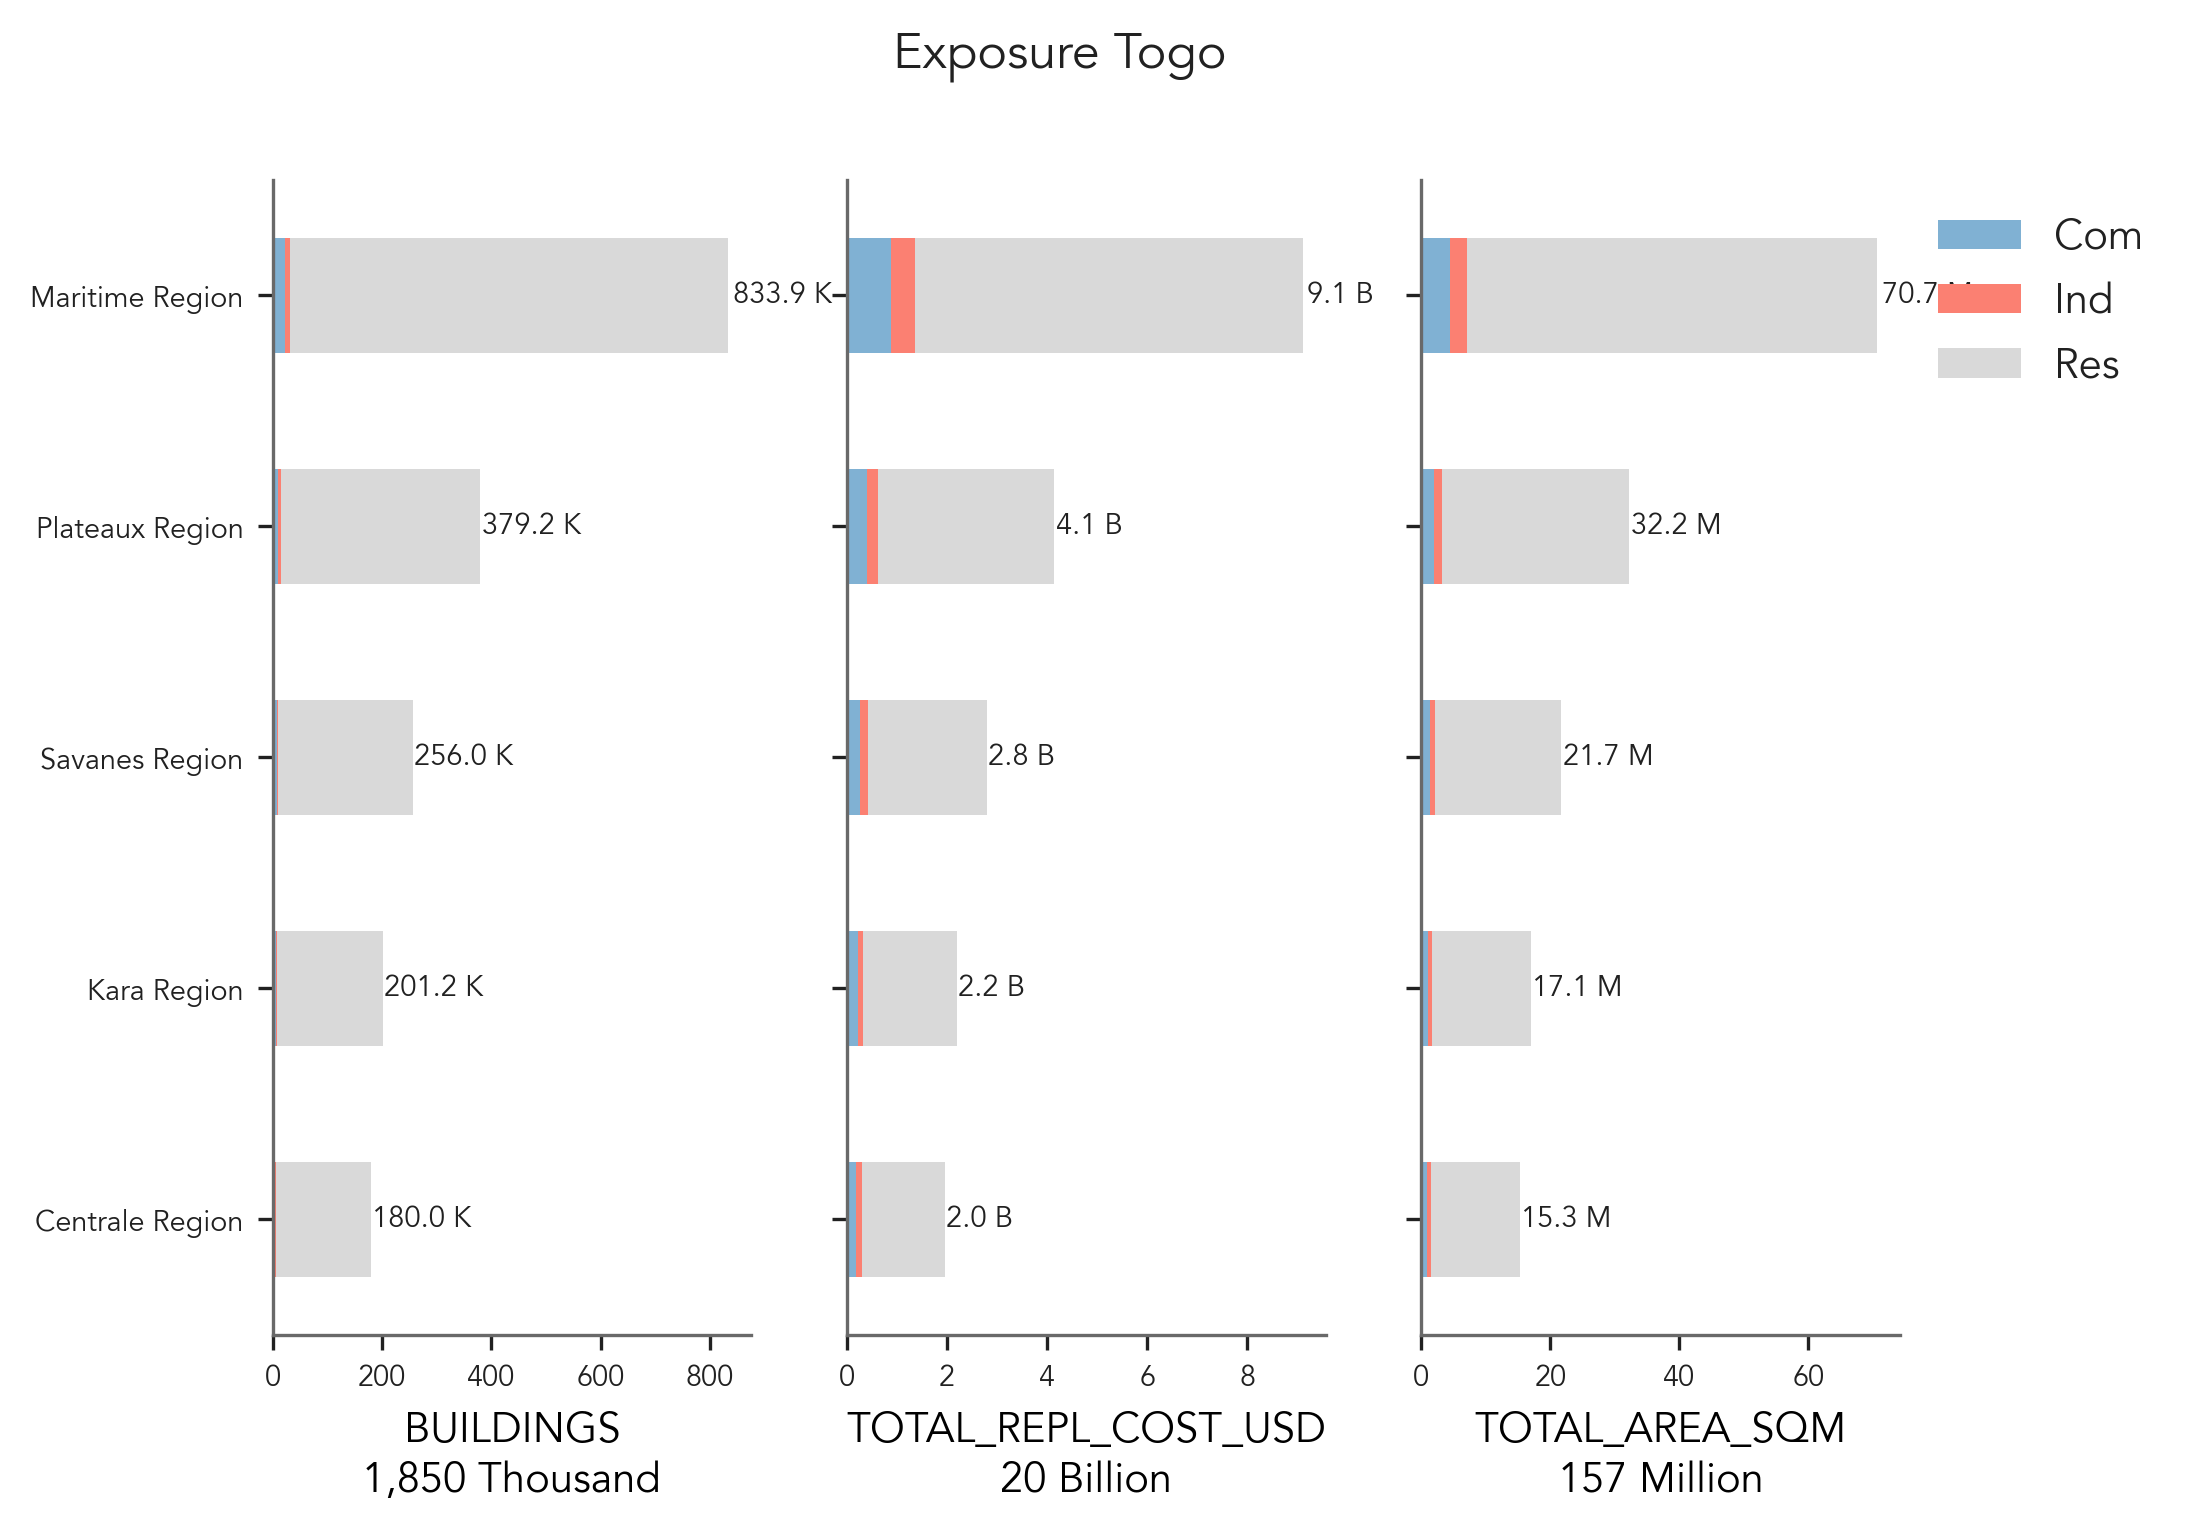 Exposure Togo
Maritime Region
Plateaux Region
Savanes Region
Kara Region
Centrale Region
833.9 K
379.2 K
256.0 K
201.2 K
180.0 K
0 200 400 600 800
BUILDINGS
1,850 Thousand
9.1 B
4.1 B
2.8 B
2.2 B
2.0 B
0 2 4 6 8
TOTAL_REPL_COST_USD
20 Billion
70.7
32.2 M
21.7 M
17.1 M
15.3 M
0 20 40 60
TOTAL_AREA_SQM
157 Million
Com
Ind
Res